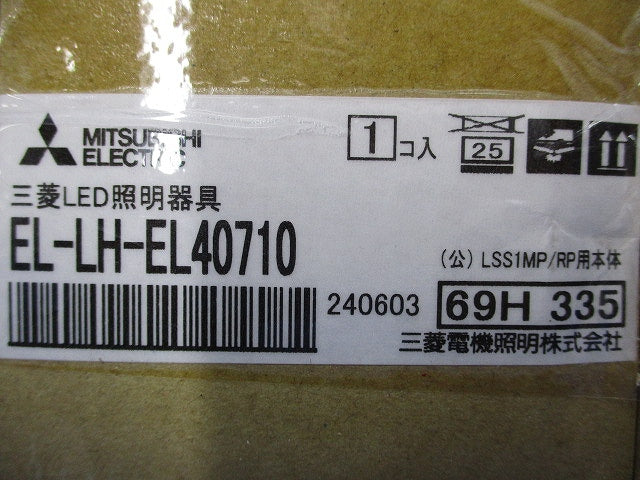 MITSUBISHI
ELECTRIC
1 コ入
25
三菱LED照明器具
EL-LH-EL40710
(公) LSS1MP/RP用本体
240603
69H 335
三菱電機照明株式会社